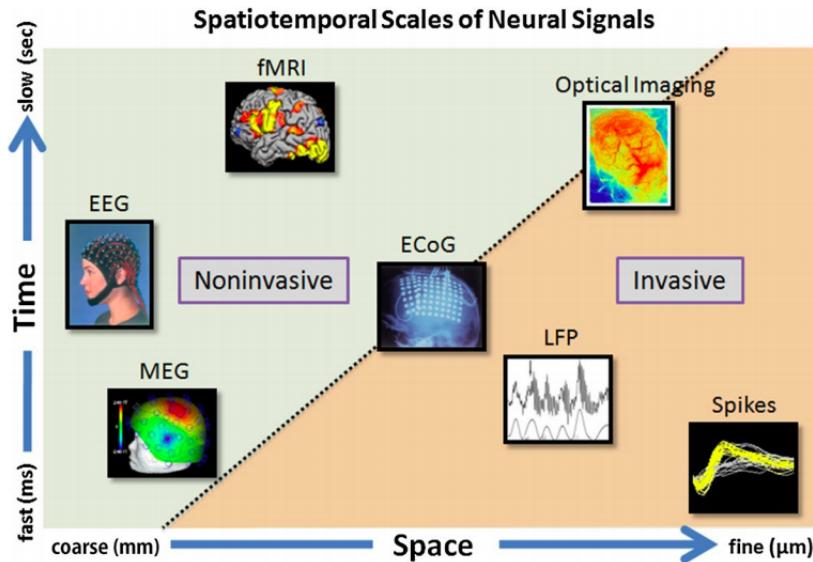 Spatiotemporal Scales of Neural Signals
slow (sec)
Time
fast (ms)
fMRI
Optical Imaging
EEG
ECoG
Noninvasive
Invasive
MEG
LFP
Spikes
coarse (mm)
Space
fine (µm)